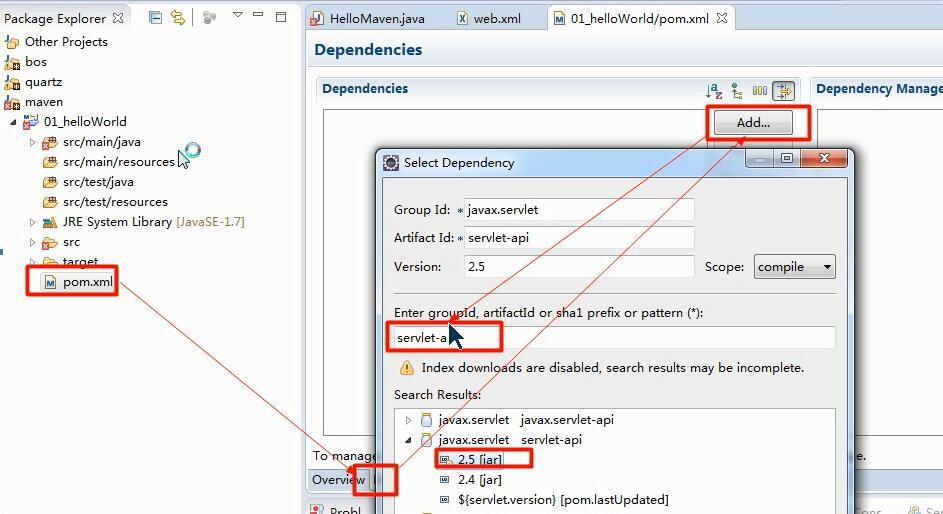 Package Explorer
Other Projects
bos
quartz
maven
01_helloWorld
src/main/java
src/main/resources
src/test/java
src/test/resources
JRE System Library [JavaSE-1.7]
src
target
pom.xml
HelloMaven.java
web.xml
01_helloWorld/pom.xml
Dependencies
Dependencies
Dependency Manage
Add...
Select Dependency
Group Id: * javax.servlet
Artifact Id: * servlet-api
Version: 2.5 Scope: compile
Enter groupId, artifactId or sha1 prefix or pattern (*):
servlet-a
Index downloads are disabled, search results may be incomplete.
Search Results:
javax.servlet javax.servlet-api
javax.servlet servlet-api
2.5 [jar]
2.4 [jar]
${servlet.version} [pom.lastUpdated]
To manage
Overview
Probl